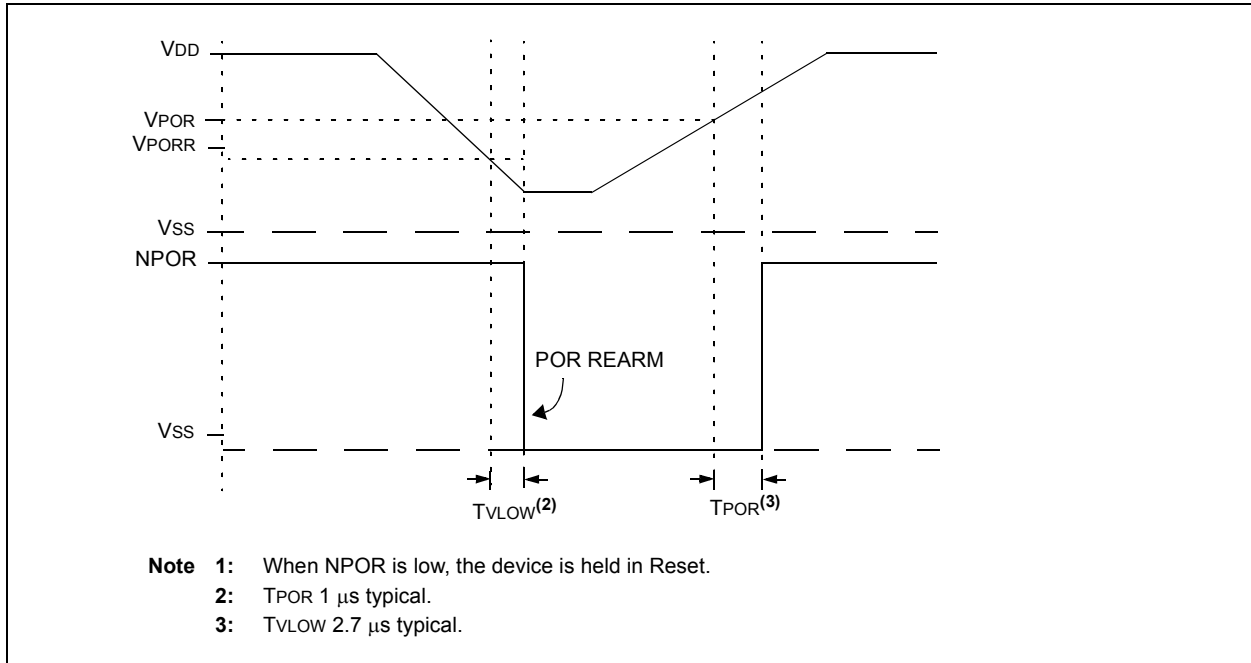 VDD
VPOR
VPORR
VSS
NPOR
POR REARM
VSS
TVLOW(2)
TPOR(3)
Note 1: When NPOR is low, the device is held in Reset.
2: TPOR 1 μs typical.
3: TVLOW 2.7 μs typical.